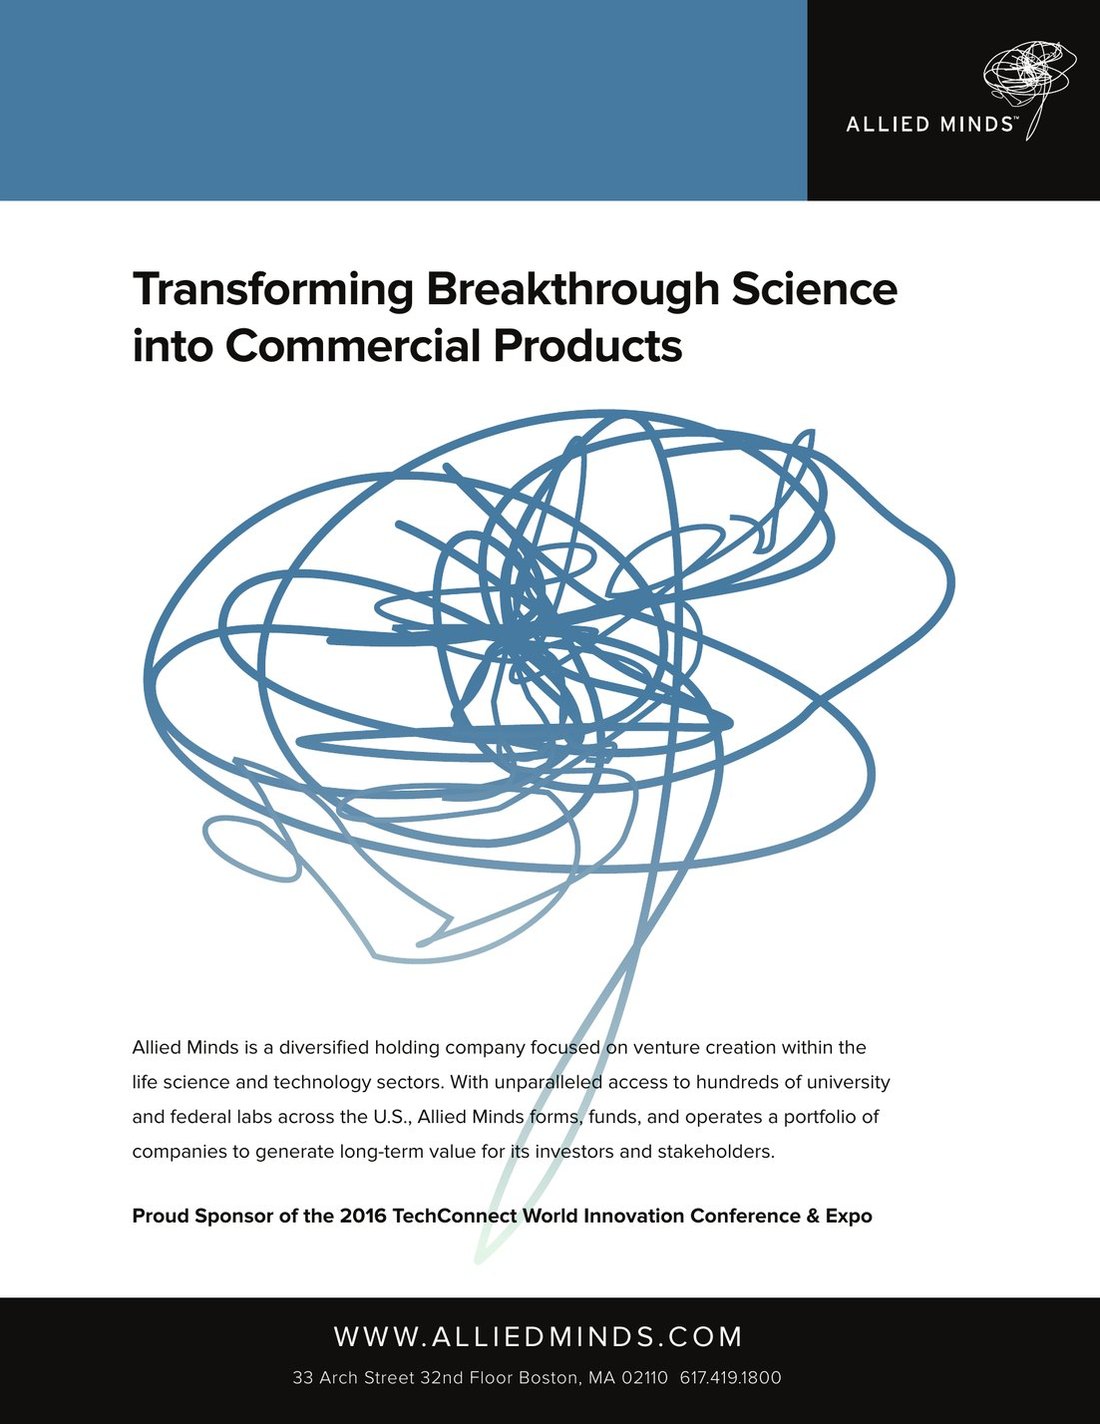 ALLIED MINDS™
Transforming Breakthrough Science
into Commercial Products
Allied Minds is a diversified holding company focused on venture creation within the
life science and technology sectors. With unparalleled access to hundreds of university
and federal labs across the U.S., Allied Minds forms, funds, and operates a portfolio of
companies to generate long-term value for its investors and stakeholders.
Proud Sponsor of the 2016 TechConnect World Innovation Conference & Expo
WWW.ALLIEDMINDS.COM
33 Arch Street 32nd Floor Boston, MA 02110 617.419.1800